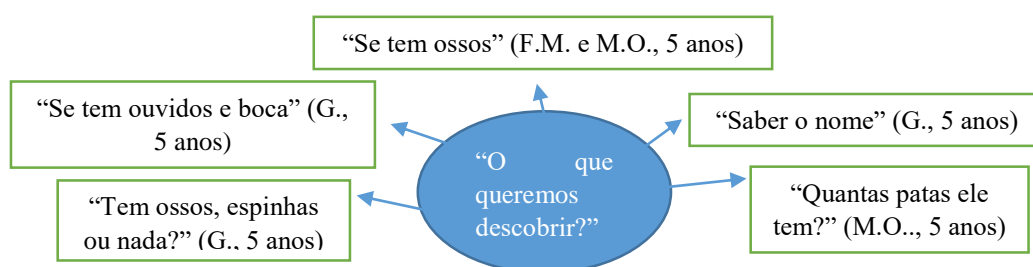 “Se tem ossos” (F.M. e M.O., 5 anos)
“Se tem ouvidos e boca” (G.,
5 anos)
“Saber o nome” (G., 5 anos)
“O que
queremos
descobrir?”
“Tem ossos, espinhas
ou nada?” (G., 5 anos)
“Quantas patas ele
tem?” (M.O.., 5 anos)